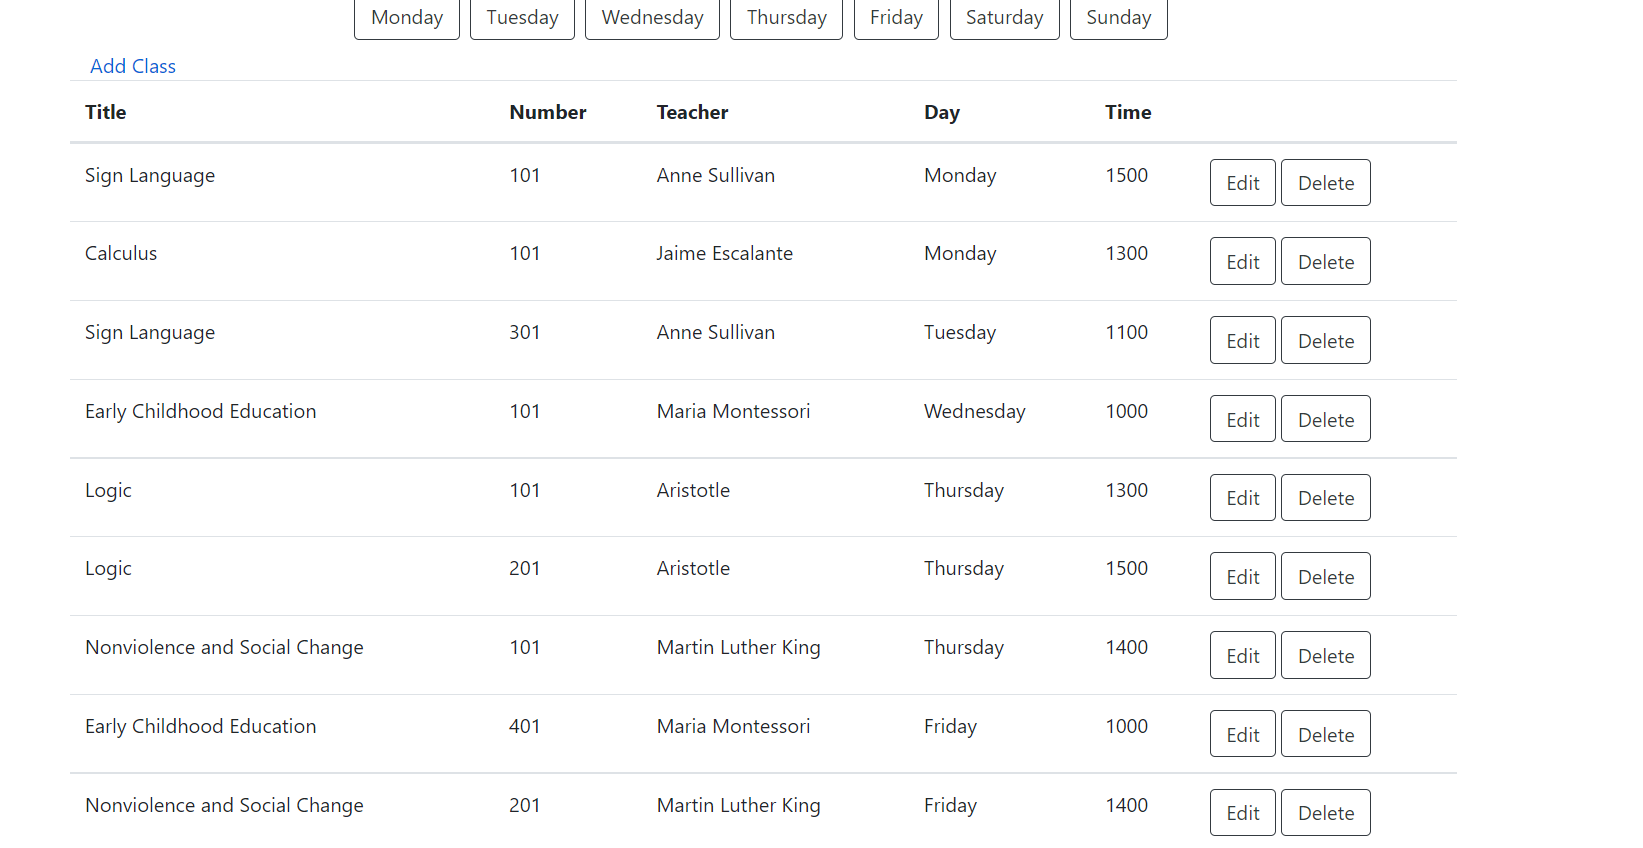 Monday Tuesday Wednesday Thursday Friday Saturday Sunday
Add Class
Title Number Teacher Day Time
Sign Language 101 Anne Sullivan Monday 1500 Edit Delete
Calculus 101 Jaime Escalante Monday 1300 Edit Delete
Sign Language 301 Anne Sullivan Tuesday 1100 Edit Delete
Early Childhood Education 101 Maria Montessori Wednesday 1000 Edit Delete
Logic 101 Aristotle Thursday 1300 Edit Delete
Logic 201 Aristotle Thursday 1500 Edit Delete
Nonviolence and Social Change 101 Martin Luther King Thursday 1400 Edit Delete
Early Childhood Education 401 Maria Montessori Friday 1000 Edit Delete
Nonviolence and Social Change 201 Martin Luther King Friday 1400 Edit Delete